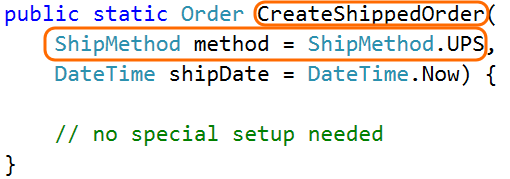 public static Order CreateShippedOrder(
ShipMethod method = ShipMethod.UPS,
DateTime shipDate = DateTime.Now) {
// no special setup needed
}